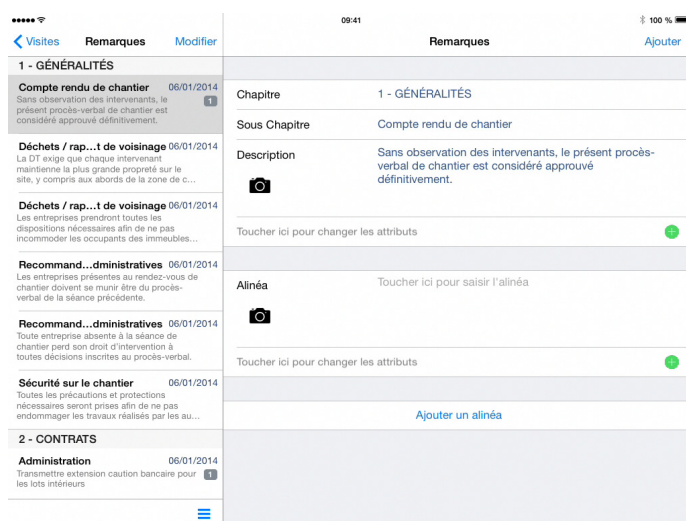 09:41
100 %
Visites
Remarques
Modifier
1 - GÉNÉRALITÉS
Compte rendu de chantier 06/01/2014
Sans observation des intervenants, le
présent procès-verbal de chantier est
considéré approuvé définitivement.
1
Déchets / rap...t de voisinage 06/01/2014
La DT exige que chaque intervenant
maintienne la plus grande propreté sur le
site, y compris aux abords de la zone de c...
Déchets / rap...t de voisinage 06/01/2014
Les entreprises prendront toutes les
dispositions nécessaires afin de ne pas
incommoder les occupants des immeubles...
Recommand...dministratives 06/01/2014
Les entreprises présentes au rendez-vous de
chantier doivent se munir être du procès-
verbal de la séance précédente.
Recommand...dministratives 06/01/2014
Toute entreprise absente à la séance de
chantier perd son droit d'intervention à
toutes décisions inscrites au procès-verbal.
Sécurité sur le chantier 06/01/2014
Toutes les précautions et protections
nécessaires seront prises afin de ne pas
endommager les travaux réalisés par les au...
2 - CONTRATS
Administration 06/01/2014
Transmettre extension caution bancaire pour
les lots intérieurs
1
Remarques
Ajouter
Chapitre 1 - GÉNÉRALITÉS
Sous Chapitre Compte rendu de chantier
Description Sans observation des intervenants, le présent procès-
verbal de chantier est considéré approuvé
définitivement.
Toucher ici pour changer les attributs
Alinéa Toucher ici pour saisir l'alinéa
Toucher ici pour changer les attributs
Ajouter un alinéa